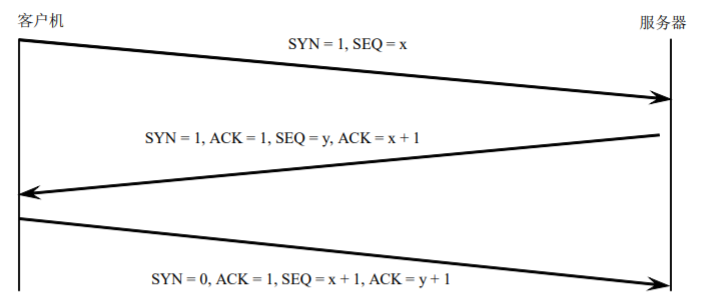 客户机
服务器
SYN = 1, SEQ = x
SYN = 1, ACK = 1, SEQ = y, ACK = x + 1
SYN = 0, ACK = 1, SEQ = x + 1, ACK = y + 1